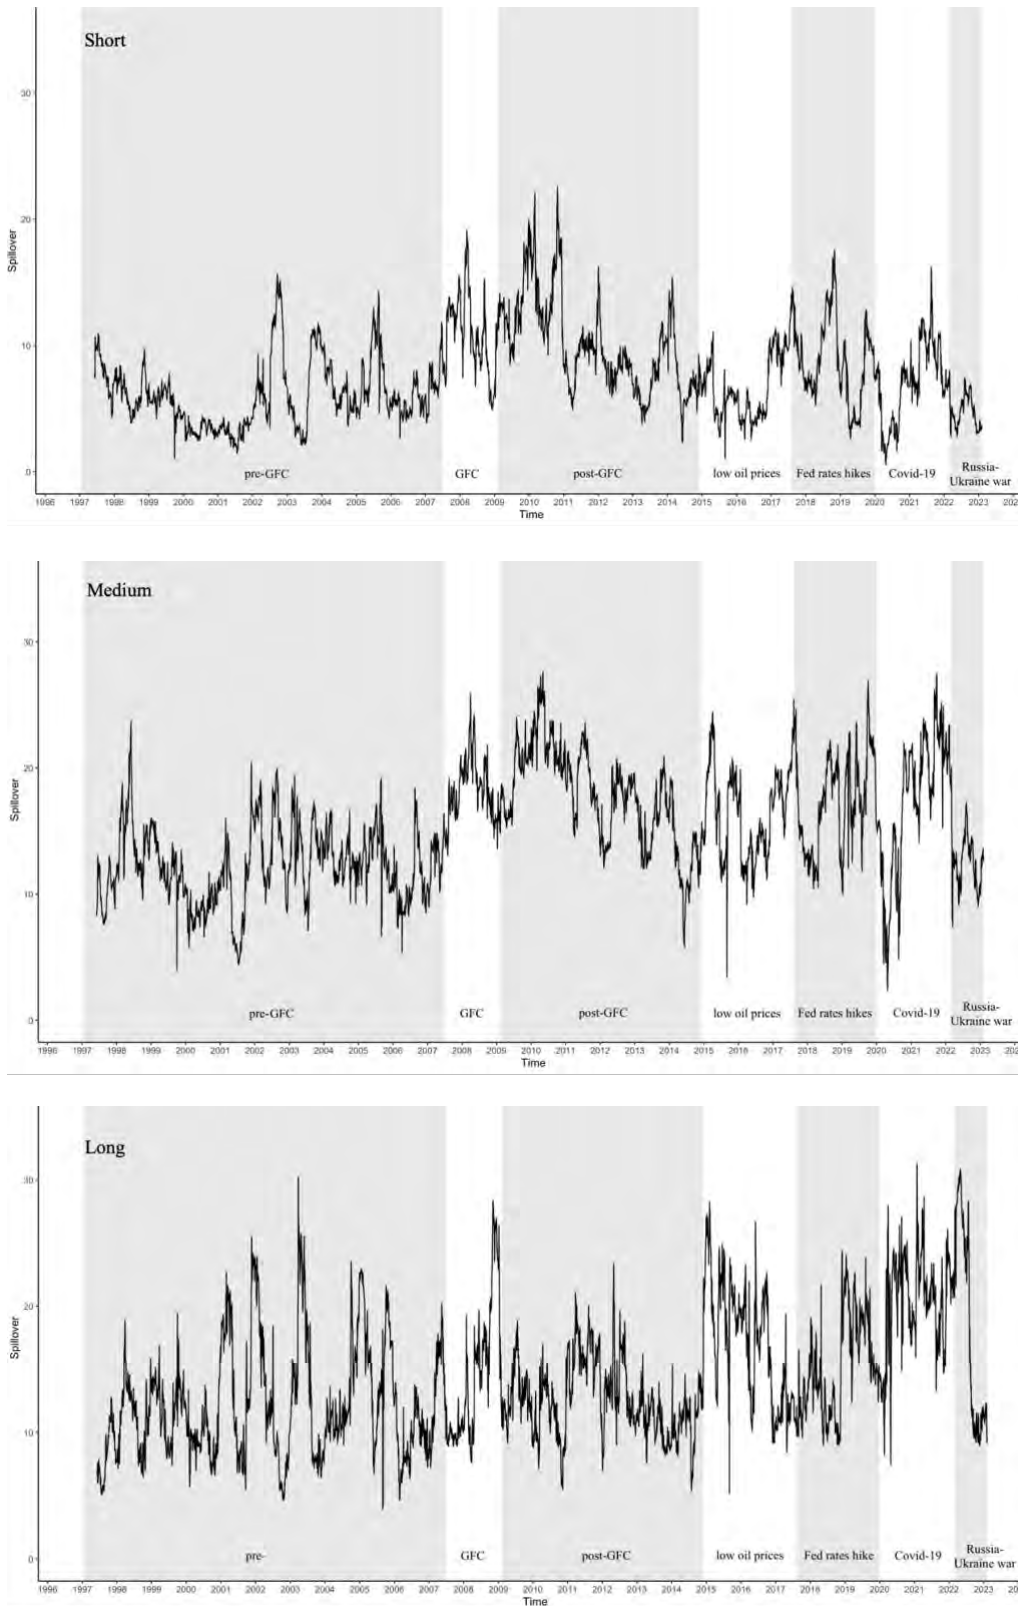 Short
30
20
10
0
Spillover
pre-GFC GFC post-GFC low oil prices Fed rates hikes Covid-19 Russia-
Ukraine war
1996 1997 1998 1999 2000 2001 2002 2003 2004 2005 2006 2007 2008 2009 2010 2011 2012 2013 2014 2015 2016 2017 2018 2019 2020 2021 2022 2023 202
Time
Medium
30
20
10
0
Spillover
pre-GFC GFC post-GFC low oil prices Fed rates hikes Covid-19 Russia-
Ukraine war
1996 1997 1998 1999 2000 2001 2002 2003 2004 2005 2006 2007 2008 2009 2010 2011 2012 2013 2014 2015 2016 2017 2018 2019 2020 2021 2022 2023 202
Time
Long
30
20
10
0
Spillover
pre- GFC post-GFC low oil prices Fed rates hike Covid-19 Russia-
Ukraine war
1996 1997 1998 1999 2000 2001 2002 2003 2004 2005 2006 2007 2008 2009 2010 2011 2012 2013 2014 2015 2016 2017 2018 2019 2020 2021 2022 2023 202
Time